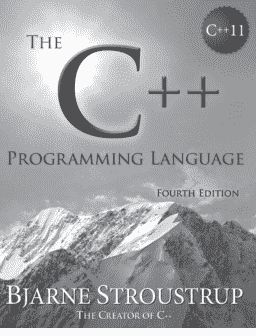 C++11
THE
C++
PROGRAMMING LANGUAGE
FOURTH EDITION
BJARNE STROUSTRUP
THE CREATOR OF C++